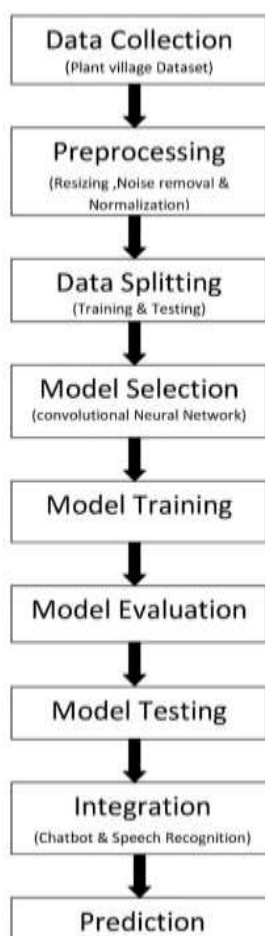 Data Collection
(Plant village Dataset)
Preprocessing
(Resizing ,Noise removal &
Normalization)
Data Splitting
(Training & Testing)
Model Selection
(convolutional Neural Network)
Model Training
Model Evaluation
Model Testing
Integration
(Chatbot & Speech Recognition)
Prediction